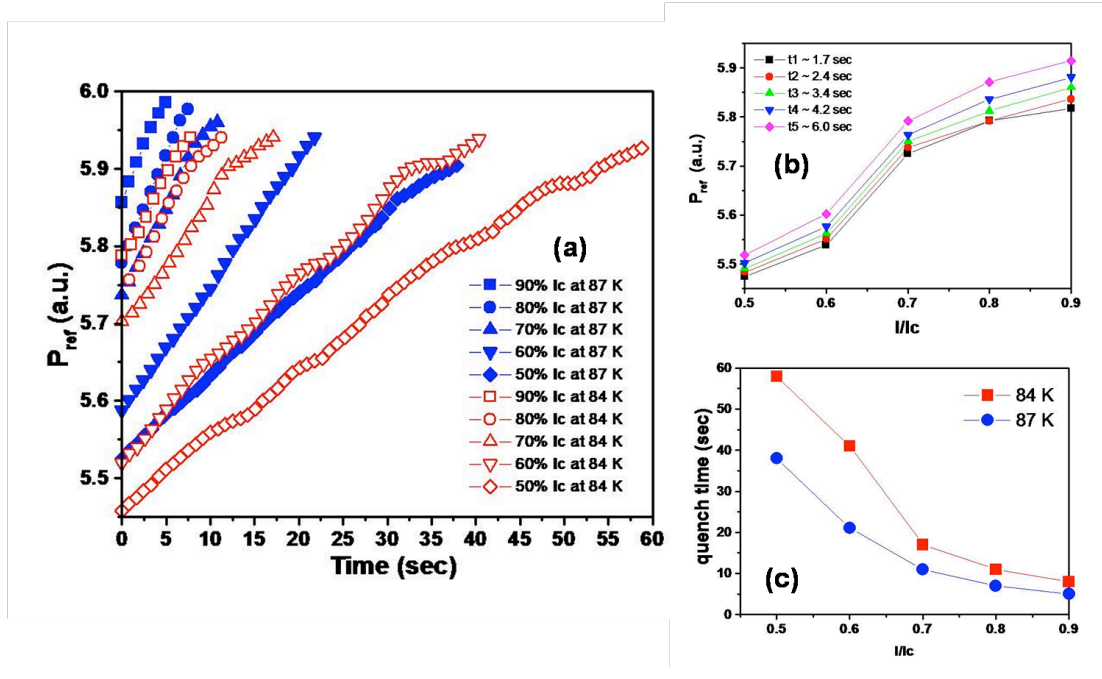 6.0
5.9
5.8
5.7
5.6
5.5
P_ref (a.u.)
(a)
90% Ic at 87 K
80% Ic at 87 K
70% Ic at 87 K
60% Ic at 87 K
50% Ic at 87 K
90% Ic at 84 K
80% Ic at 84 K
70% Ic at 84 K
60% Ic at 84 K
50% Ic at 84 K
0 5 10 15 20 25 30 35 40 45 50 55 60
Time (sec)
5.9
5.8
5.7
5.6
5.5
P_ref (a.u.)
t1 ~ 1.7 sec
t2 ~ 2.4 sec
t3 ~ 3.4 sec
t4 ~ 4.2 sec
t5 ~ 6.0 sec
(b)
0.5 0.6 0.7 0.8 0.9
I/Ic
60
50
40
30
20
10
0
quench time (sec)
84 K
87 K
(c)
0.5 0.6 0.7 0.8 0.9
I/Ic